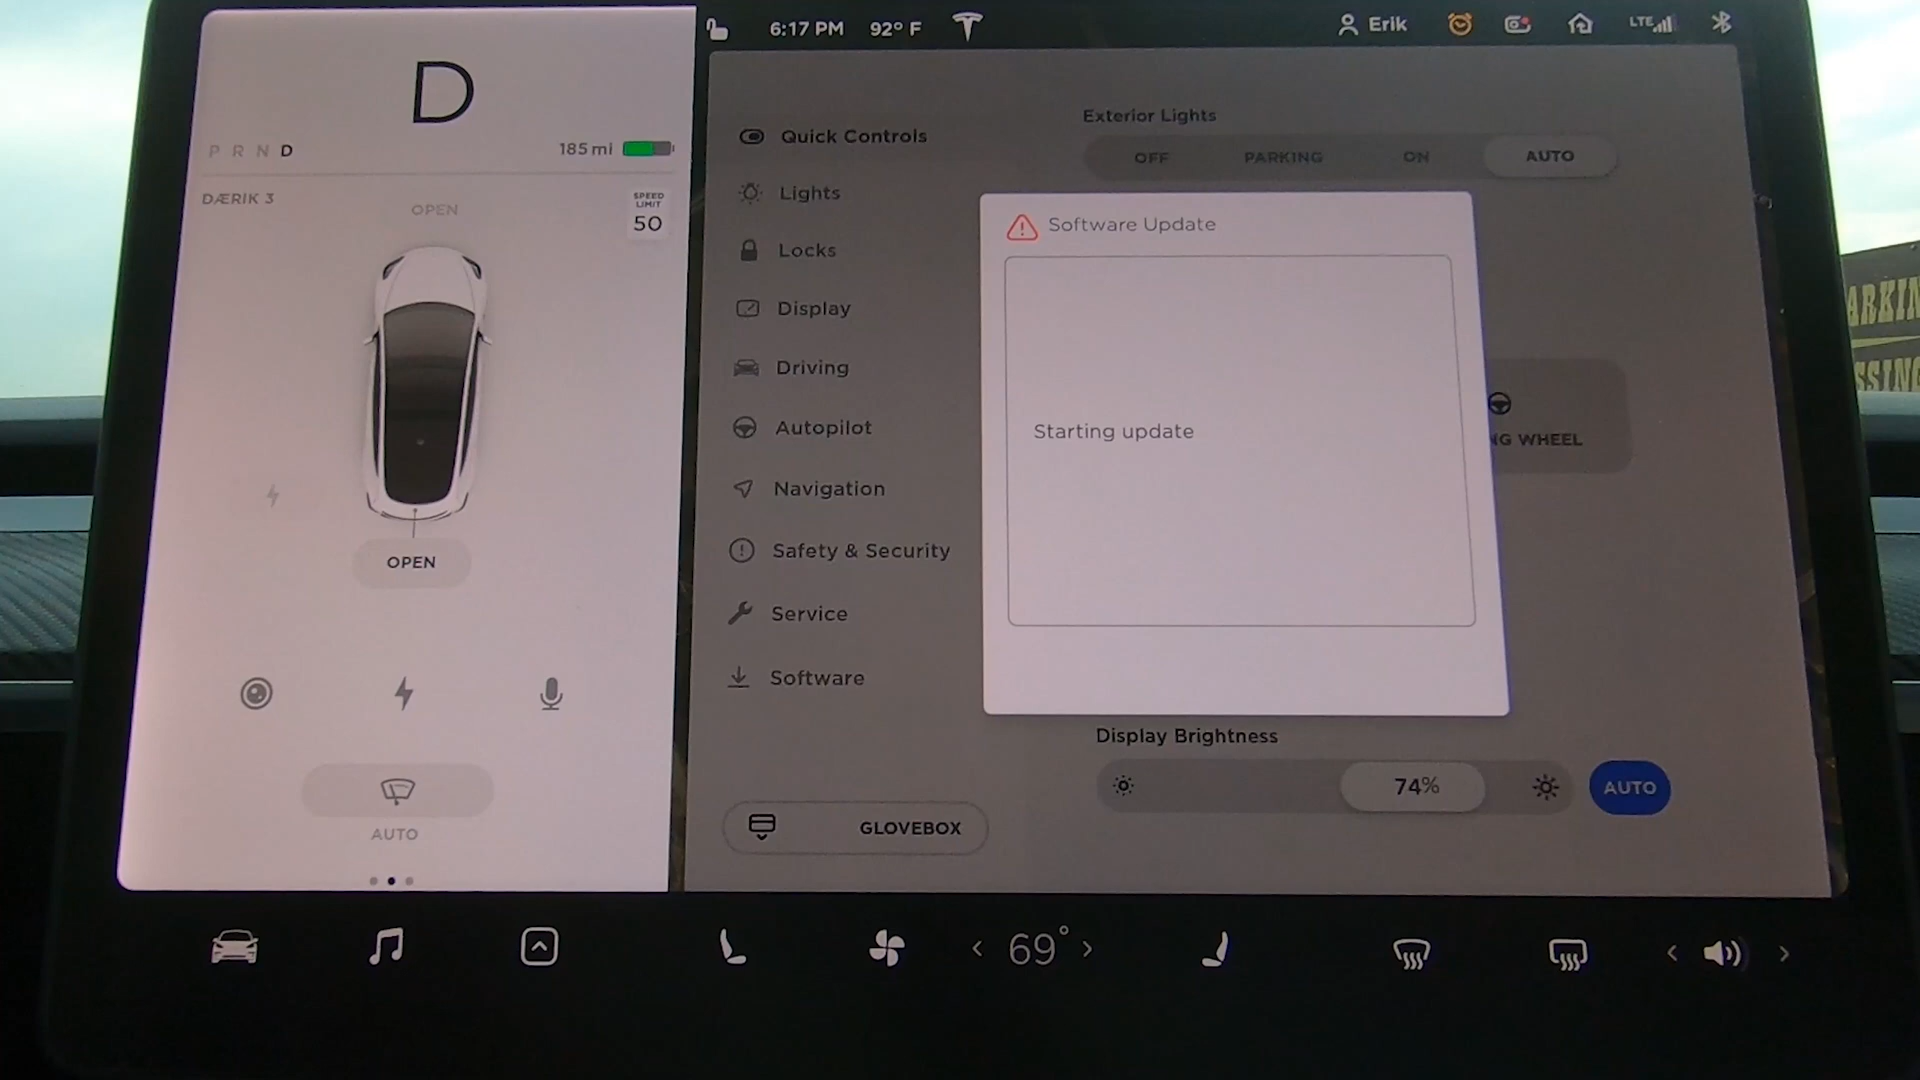 D
P R N D
185 mi
DÆRIK 3
OPEN
SPEED
LIMIT
50
OPEN
AUTO
6:17 PM 92° F
Erik
LTE
Quick Controls
Lights
Locks
Display
Driving
Autopilot
Navigation
Safety & Security
Service
Software
GLOVEBOX
Exterior Lights
OFF PARKING ON AUTO
Software Update
Starting update
NG WHEEL
Display Brightness
74%
AUTO
69°
ARKIN
SSING